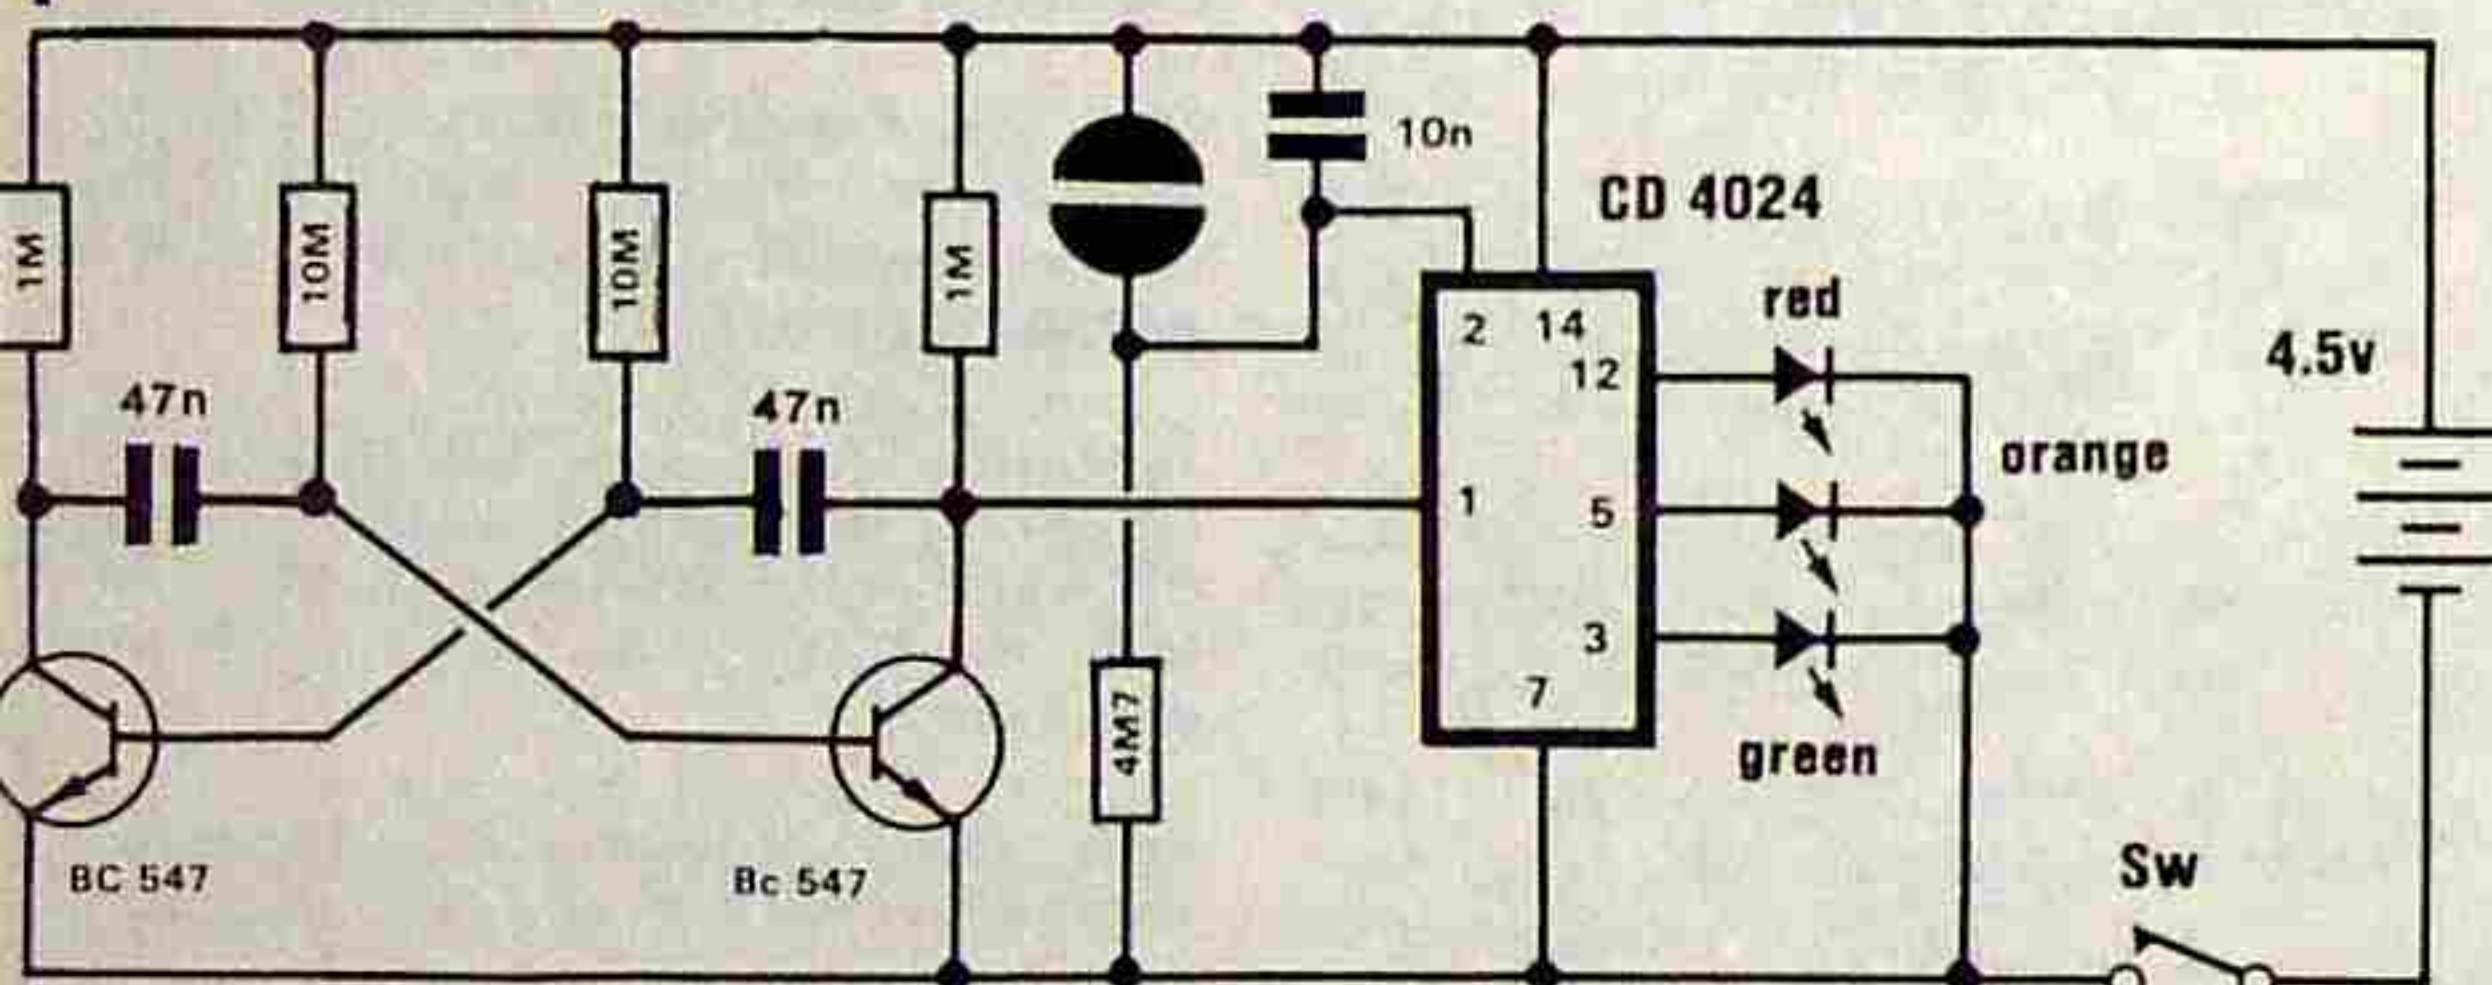 10n
CD 4024
1M
10M
10M
1M
red
2 14
12
4.5v
47n
47n
orange
1
5
3
7
4M7
green
BC 547
Bc 547
Sw